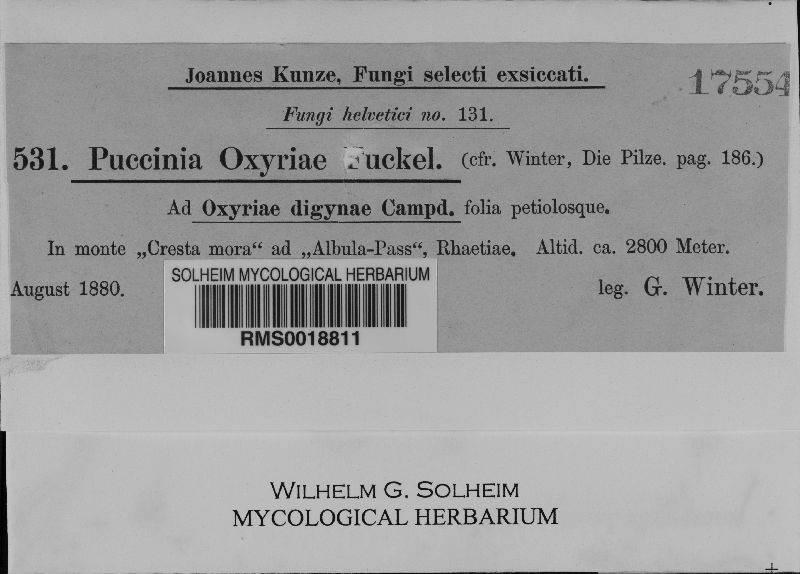 Joannes Kunze, Fungi selecti exsiccati.
17554
Fungi helvetici no. 131.
531. Puccinia Oxyriae Fuckel. (cfr. Winter, Die Pilze. pag. 186.)
Ad Oxyriae digynae Campd. folia petiolosque.
In monte „Cresta mora“ ad „Albula-Pass“, Rhaetiae. Altid. ca. 2800 Meter.
August 1880.
leg. G. Winter.
SOLHEIM MYCOLOGICAL HERBARIUM
RMS0018811
WILHELM G. SOLHEIM
MYCOLOGICAL HERBARIUM